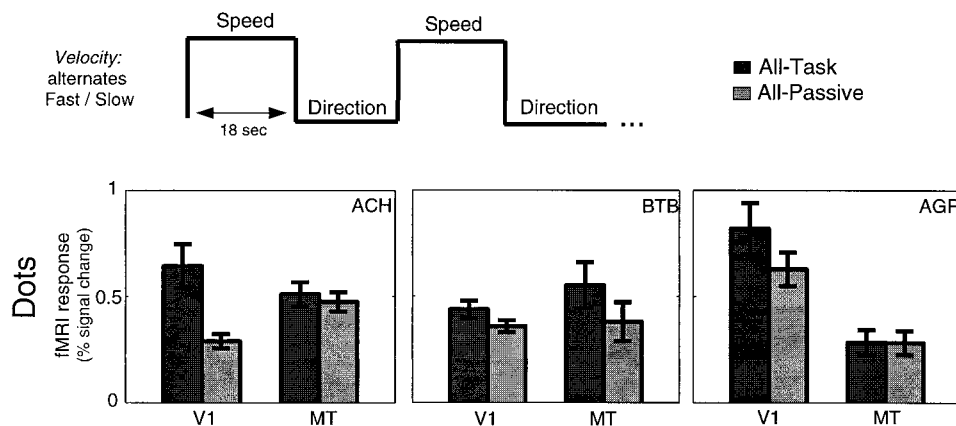 Speed
Speed
Velocity:
alternates
Fast / Slow
Direction
Direction
...
18 sec
All-Task
All-Passive
Dots
fMRI response
(% signal change)
1
0.5
0
ACH
V1
MT
BTB
V1
MT
AGF
V1
MT